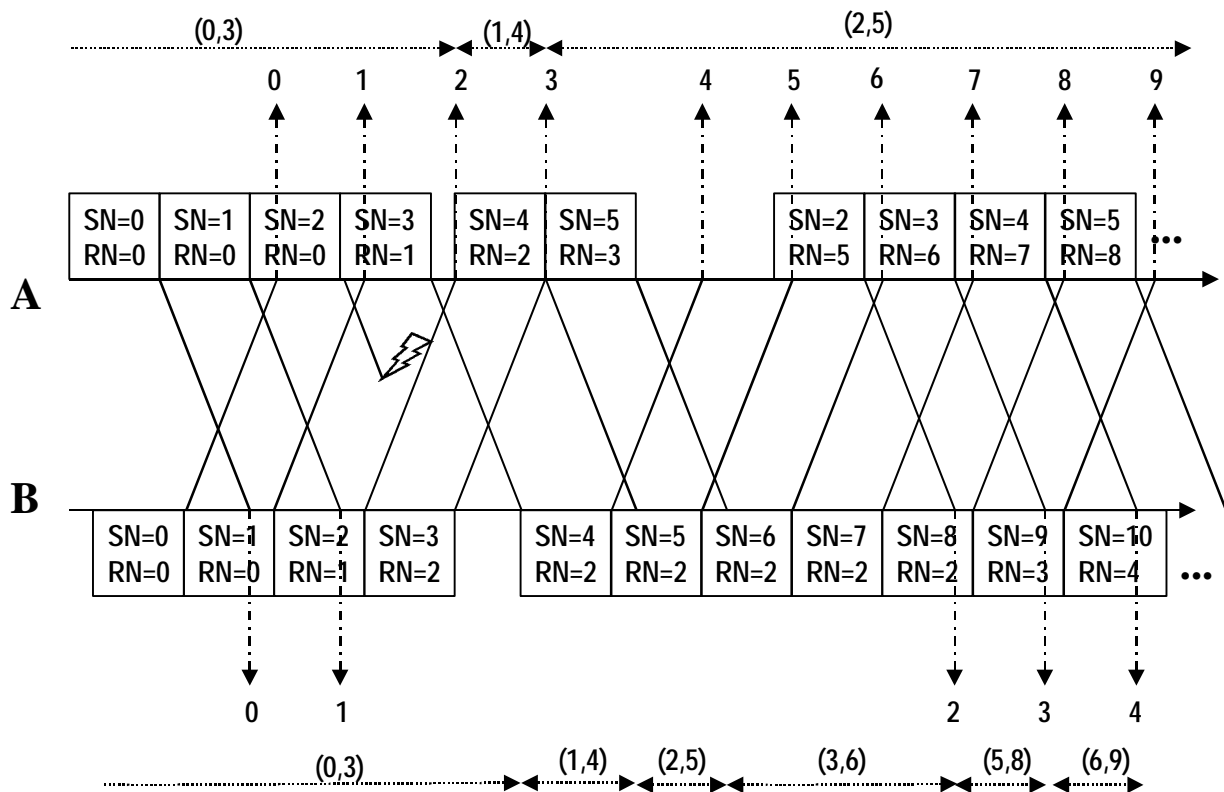 (0,3) (1,4) (2,5)
0 1 2 3 4 5 6 7 8 9
SN=0 SN=1 SN=2 SN=3 SN=4 SN=5 SN=2 SN=3 SN=4 SN=5
RN=0 RN=0 RN=0 RN=1 RN=2 RN=3 RN=5 RN=6 RN=7 RN=8 ...
A
B
SN=0 SN=1 SN=2 SN=3 SN=4 SN=5 SN=6 SN=7 SN=8 SN=9 SN=10
RN=0 RN=0 RN=1 RN=2 RN=2 RN=2 RN=2 RN=2 RN=2 RN=3 RN=4 ...
0 1 2 3 4
(0,3) (1,4) (2,5) (3,6) (5,8) (6,9)